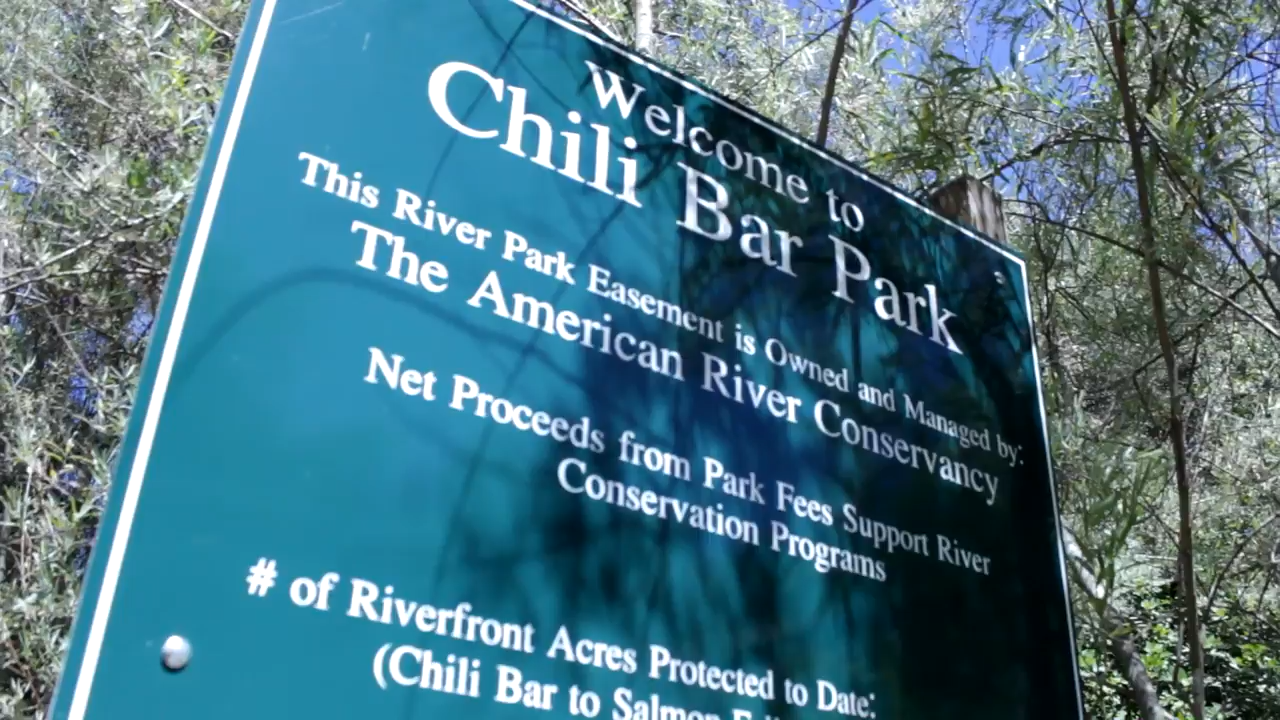 Welcome to
Chili Bar Park
This River Park Easement is Owned and Managed by:
The American River Conservancy
Net Proceeds from Park Fees Support River
Conservation Programs
# of Riverfront Acres Protected to Date:
(Chili Bar to Salmon